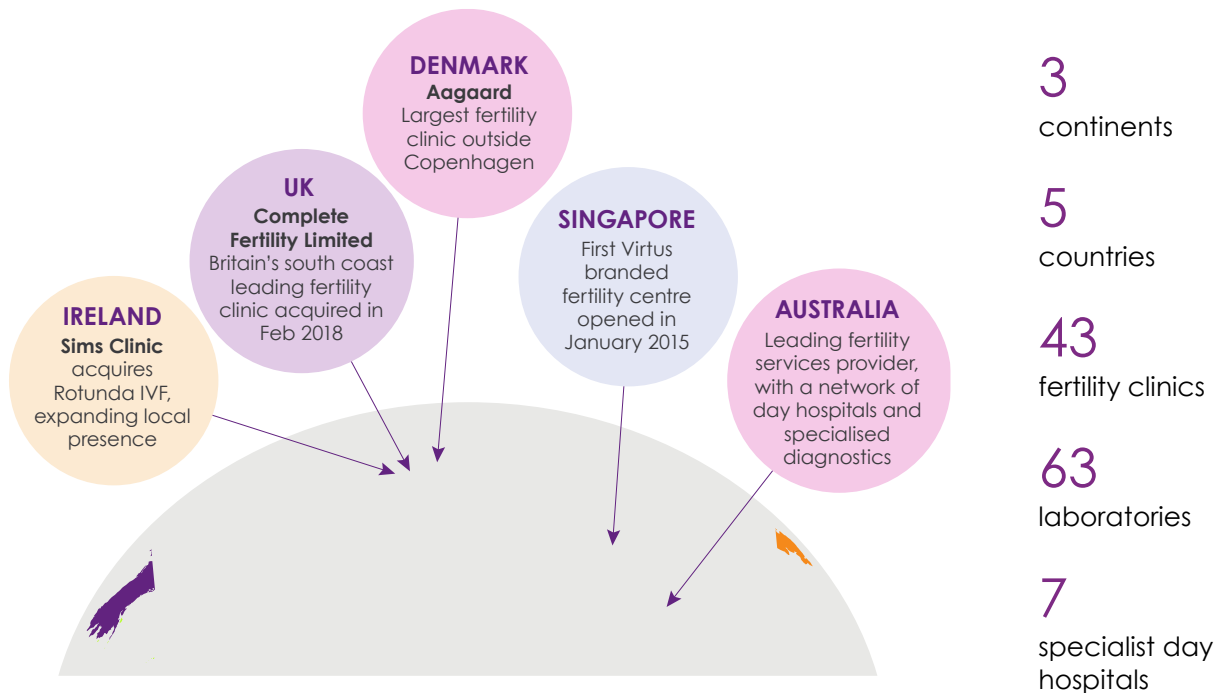 DENMARK
Aagaard
Largest fertility
clinic outside
Copenhagen
UK
Complete
Fertility Limited
Britain's south coast
leading fertility
clinic acquired in
Feb 2018
SINGAPORE
First Virtus
branded
fertility centre
opened in
January 2015
IRELAND
Sims Clinic
acquires
Rotunda IVF,
expanding local
presence
AUSTRALIA
Leading fertility
services provider,
with a network of
day hospitals and
specialised
diagnostics
3
continents
5
countries
43
fertility clinics
63
laboratories
7
specialist day
hospitals